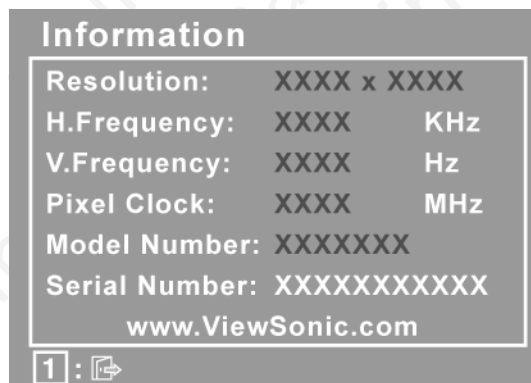 Information
Resolution: XXXX x XXXX
H.Frequency: XXXX KHz
V.Frequency: XXXX Hz
Pixel Clock: XXXX MHz
Model Number: XXXXXXX
Serial Number: XXXXXXXXXXX
www.ViewSonic.com
1 :